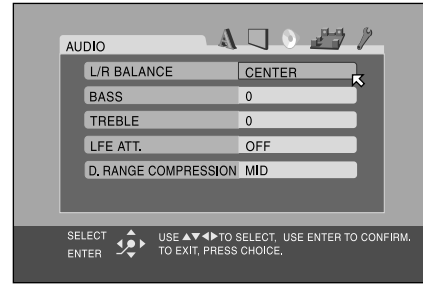 AUDIO
L/R BALANCE CENTER
BASS 0
TREBLE 0
LFE ATT. OFF
D. RANGE COMPRESSION MID
SELECT
ENTER
USE ▲▼◀▶TO SELECT, USE ENTER TO CONFIRM.
TO EXIT, PRESS CHOICE.